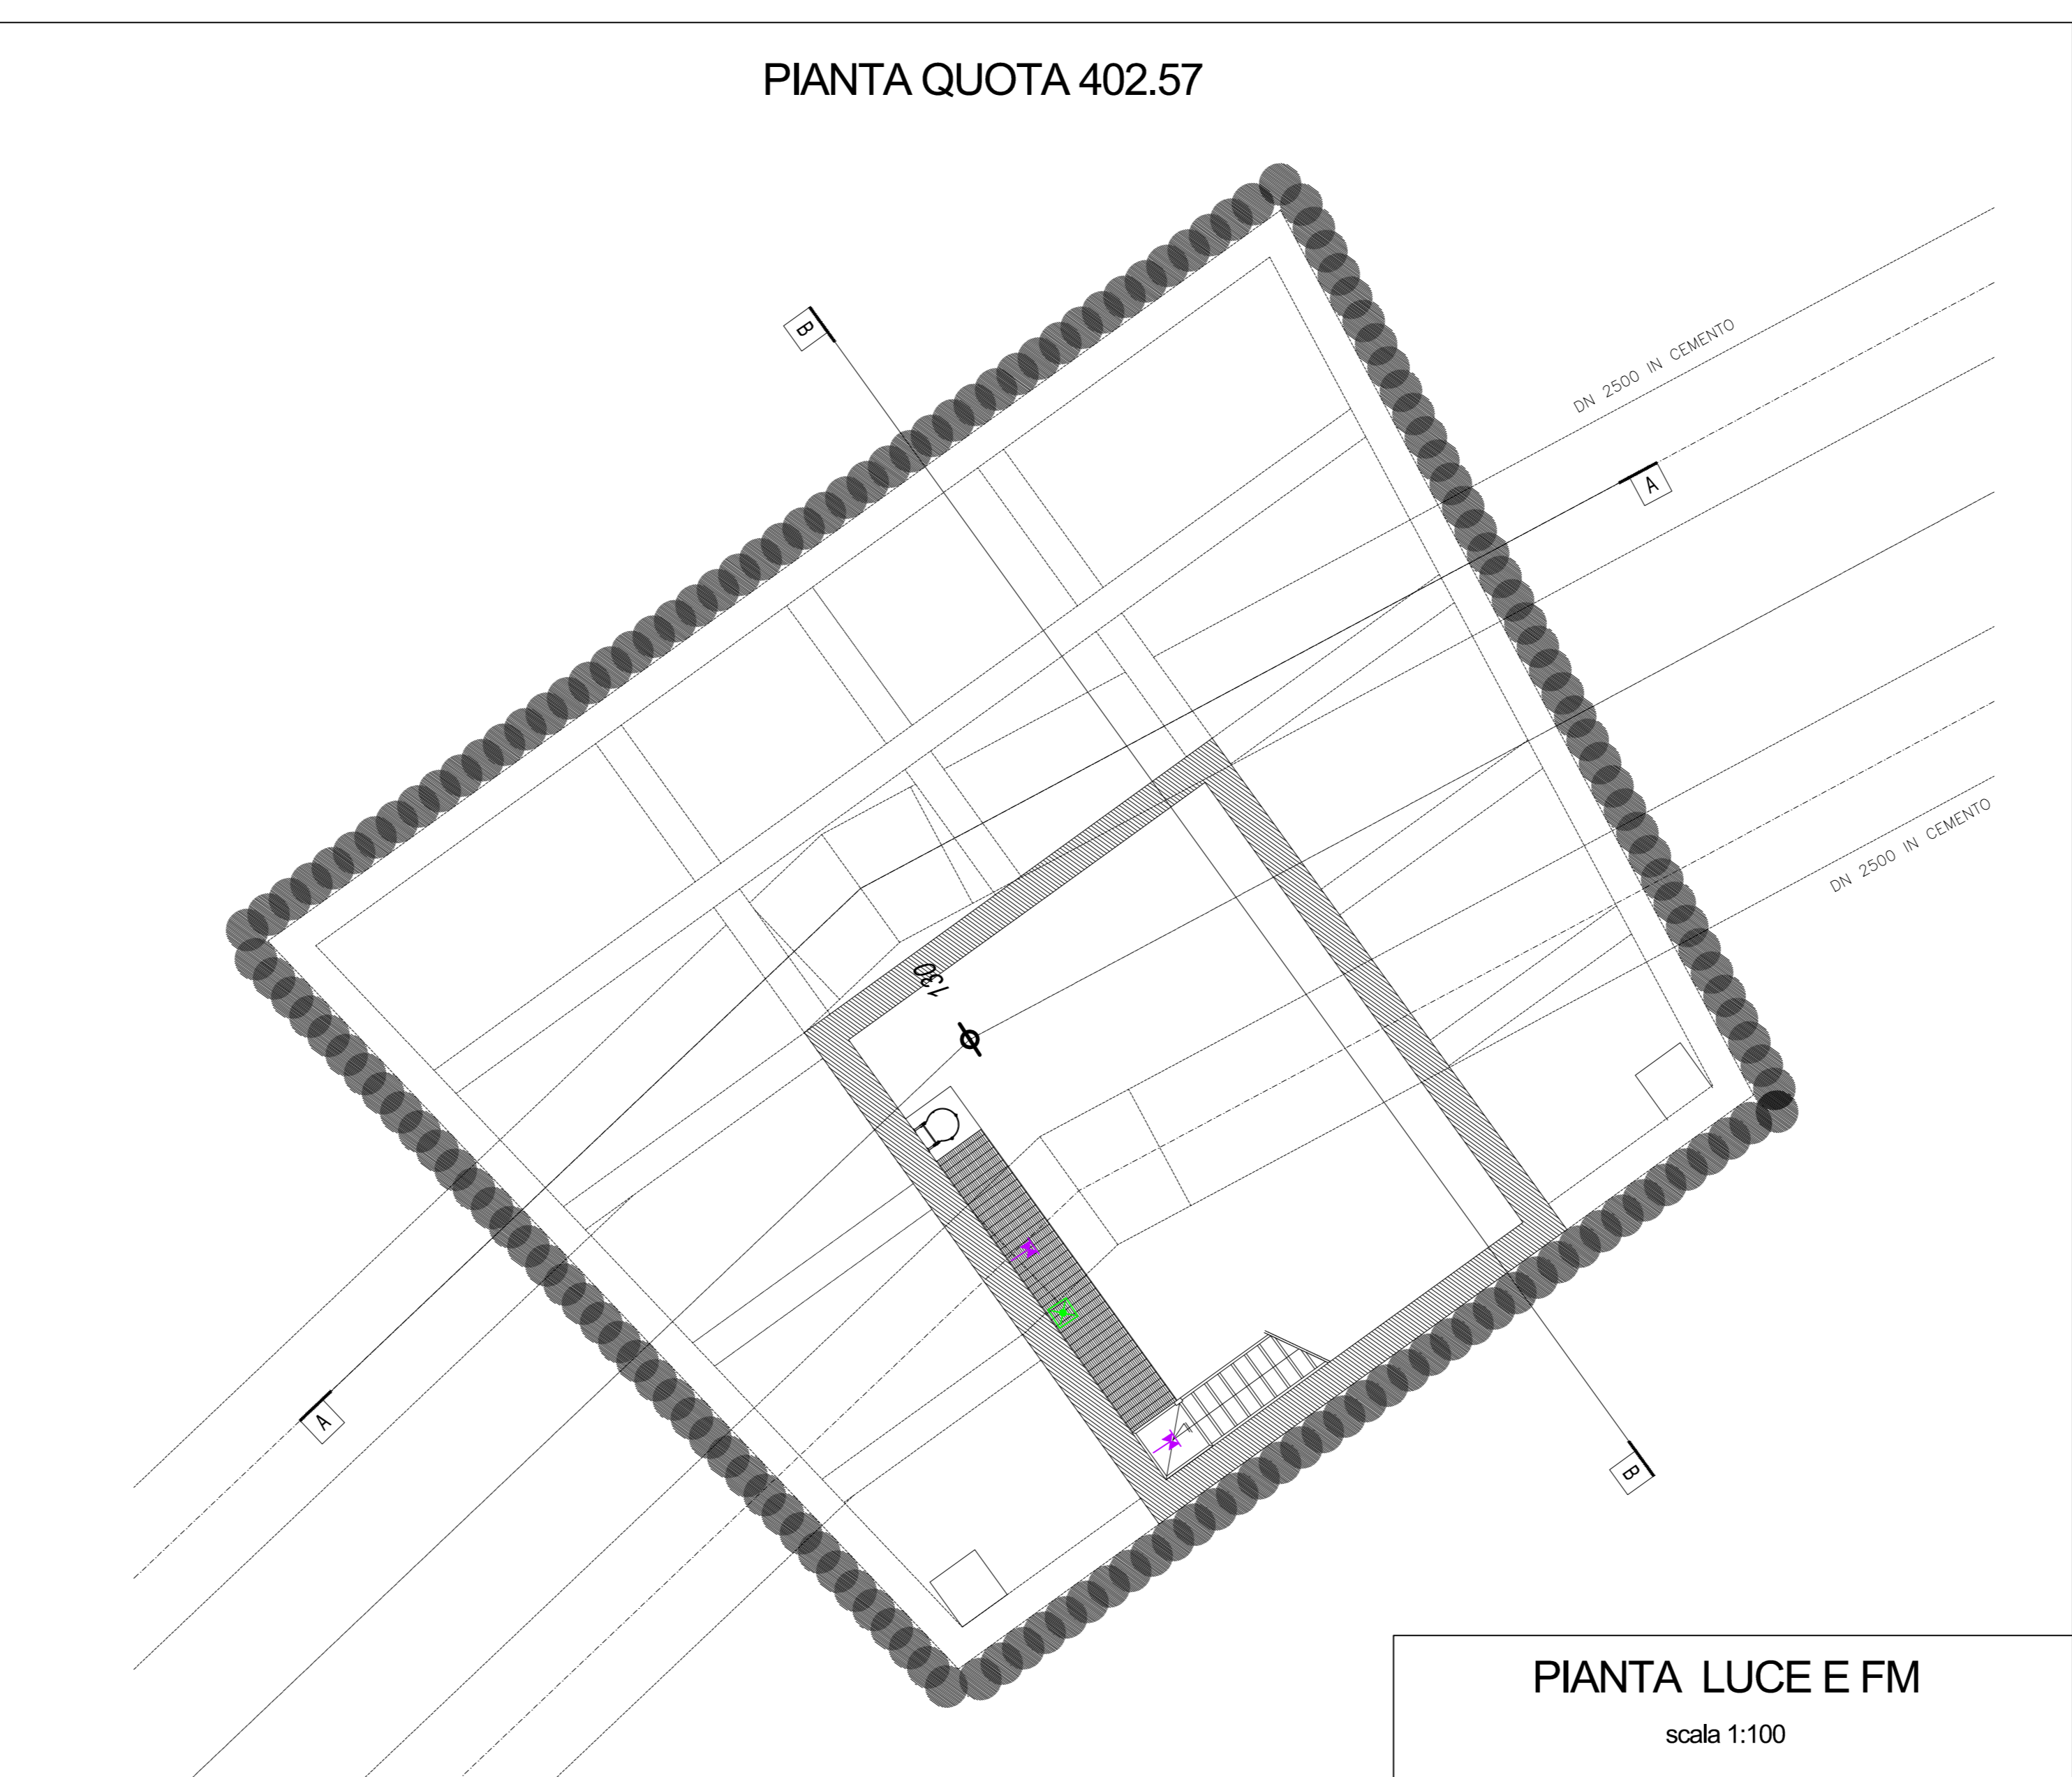 PIANTA QUOTA 402.57
B
DN 2500 IN CEMENTO
A
DN 2500 IN CEMENTO
130
A
B
PIANTA LUCE E FM
scala 1:100